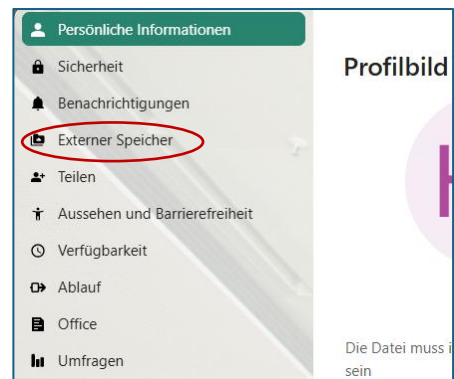 Persönliche Informationen
Sicherheit
Benachrichtigungen
Externer Speicher
Teilen
Aussehen und Barrierefreiheit
Verfügbarkeit
Ablauf
Office
Umfragen
Profilbild
Die Datei muss
sein